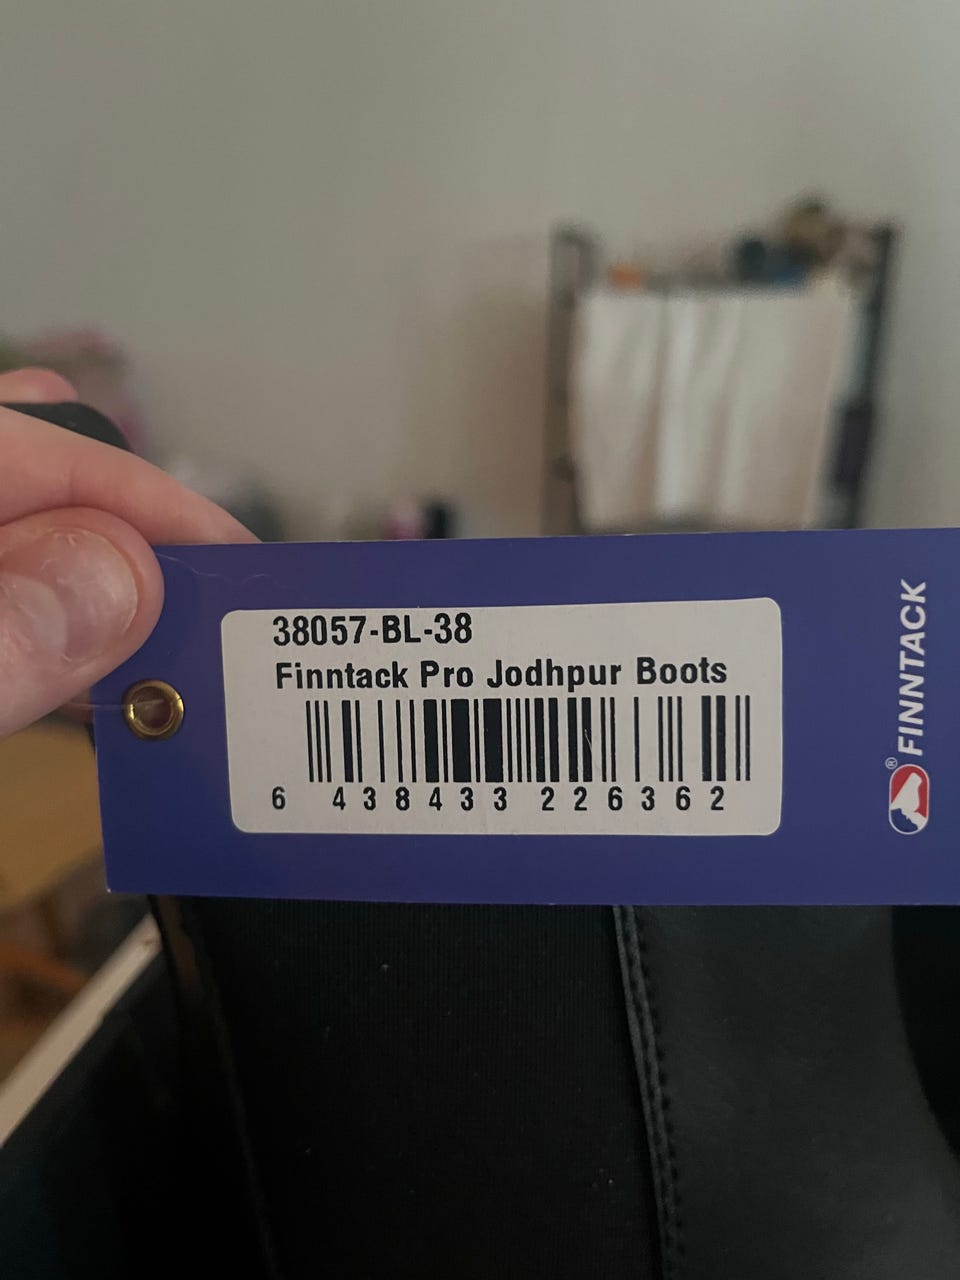 38057-BL-38
Finntack Pro Jodhpur Boots
6 438433 226362
® FINNTACK